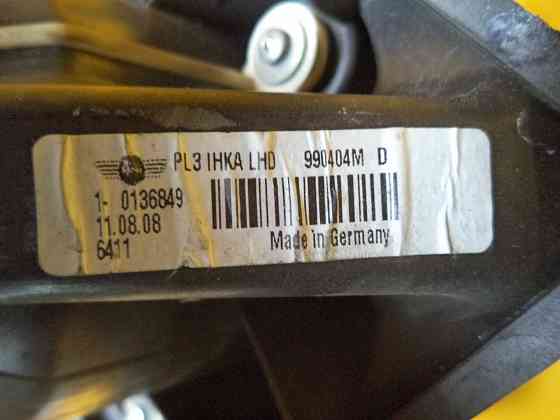 PL3 IHKA LHD 990404M D
1- 0136849
11.08.08
6411
Made in Germany